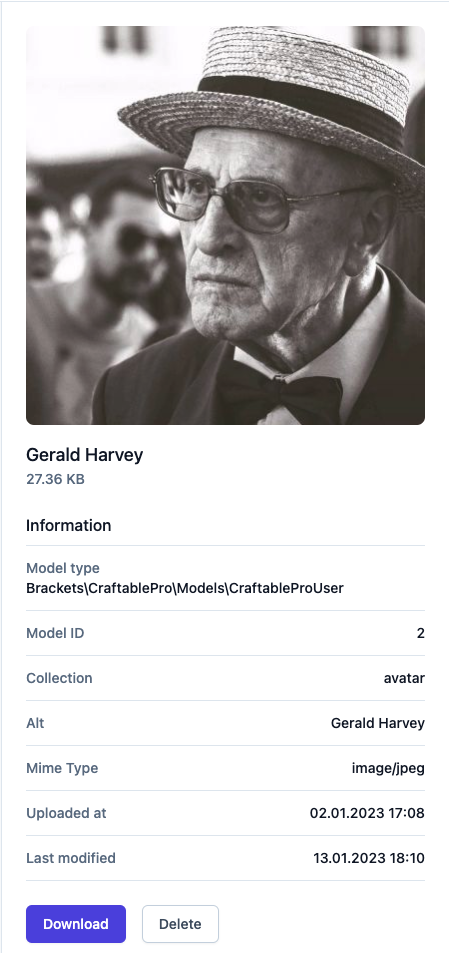 Gerald Harvey
27.36 KB
Information
Model type
Brackets\CraftablePro\Models\CraftableProUser
Model ID 2
Collection avatar
Alt Gerald Harvey
Mime Type image/jpeg
Uploaded at 02.01.2023 17:08
Last modified 13.01.2023 18:10
Download Delete